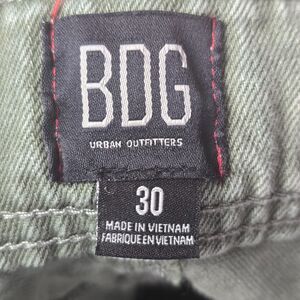 BDG
URBAN OUTFITTERS
30
MADE IN VIETNAM
FABRIQUE EN VIETNAM